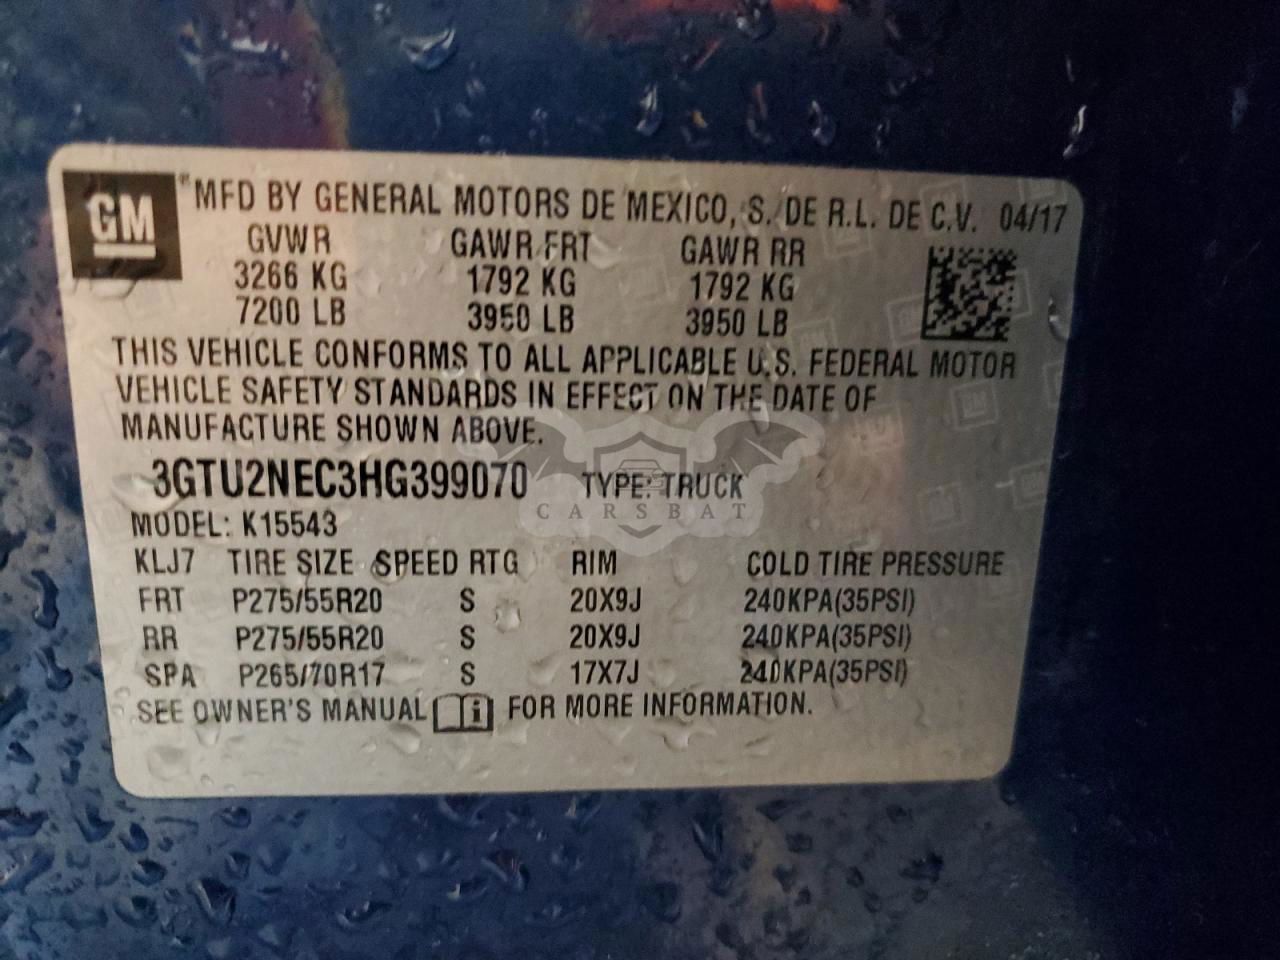 GM
® MFD BY GENERAL MOTORS DE MEXICO, S. DE R.L. DE C.V. 04/17
GVWR GAWR FRT GAWR RR
3266 KG 1792 KG 1792 KG
7200 LB 3950 LB 3950 LB
THIS VEHICLE CONFORMS TO ALL APPLICABLE U.S. FEDERAL MOTOR
VEHICLE SAFETY STANDARDS IN EFFECT ON THE DATE OF
MANUFACTURE SHOWN ABOVE.
3GTU2NEC3HG399070 TYPE: TRUCK
CARSBAT
MODEL: K15543
KLJ7 TIRE SIZE SPEED RTG RIM COLD TIRE PRESSURE
FRT P275/55R20 S 20X9J 240KPA(35PSI)
RR P275/55R20 S 20X9J 240KPA(35PSI)
SPA P265/70R17 S 17X7J 240KPA(35PSI)
SEE OWNER'S MANUAL i FOR MORE INFORMATION.